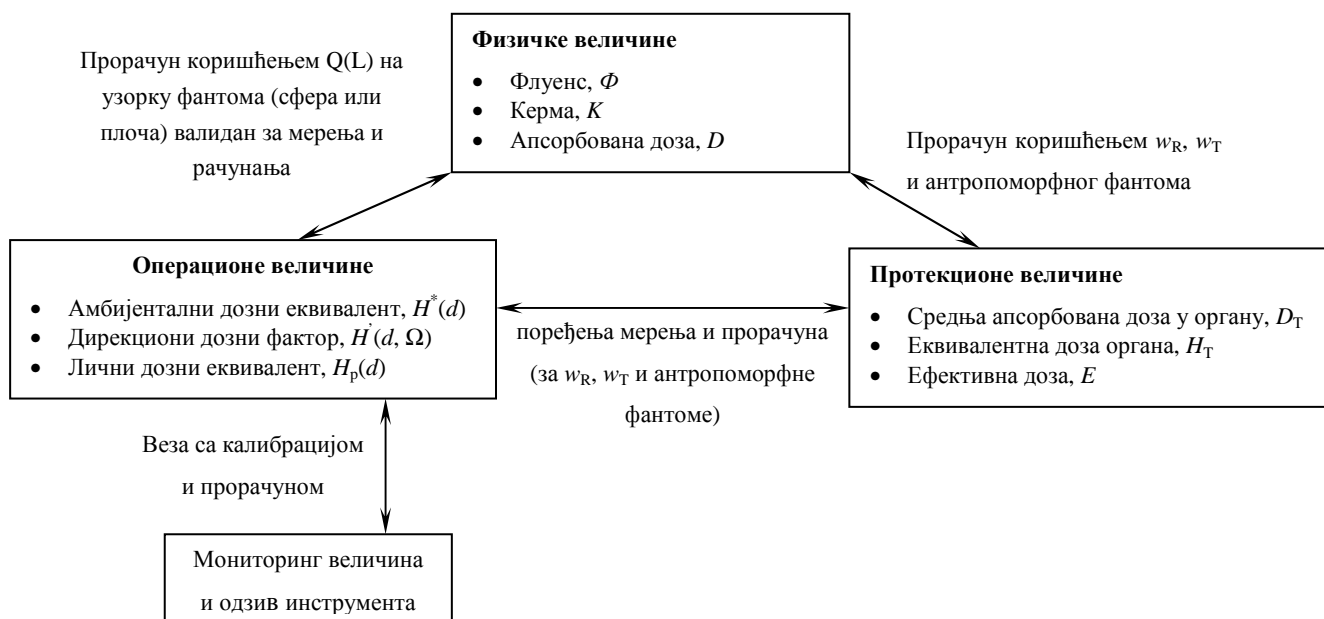 Физичке величине
• Флуенс, Φ
• Керма, K
• Апсорбована доза, D
Прорачун коришћењем Q(L) на
узорку фантома (сфера или
плоча) валидан за мерења и
рачунања
Прорачун коришћењем wR, wT
и антропоморфног фантома
Операционе величине
• Амбијентални дозни еквивалент, H*(d)
• Дирекциони дозни фактор, H'(d, Ω)
• Лични дозни еквивалент, Hp(d)
поређења мерења и прорачуна
(за wR, wT и антропоморфне
фантоме)
Протекционе величине
• Средња апсорбована доза у органу, DT
• Еквивалентна доза органа, HT
• Ефективна доза, E
Веза са калибрацијом
и прорачуном
Мониторинг величина
и одзив инструмента